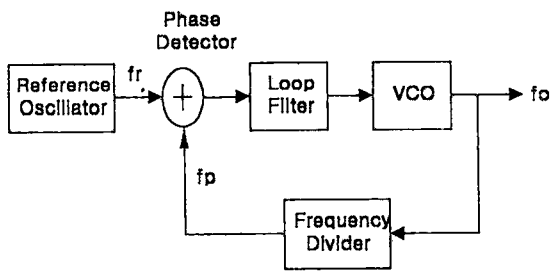 Phase
Detector
Reference
Oscillator
fr
+
Loop
Filter
VCO
fo
fp
Frequency
Divider